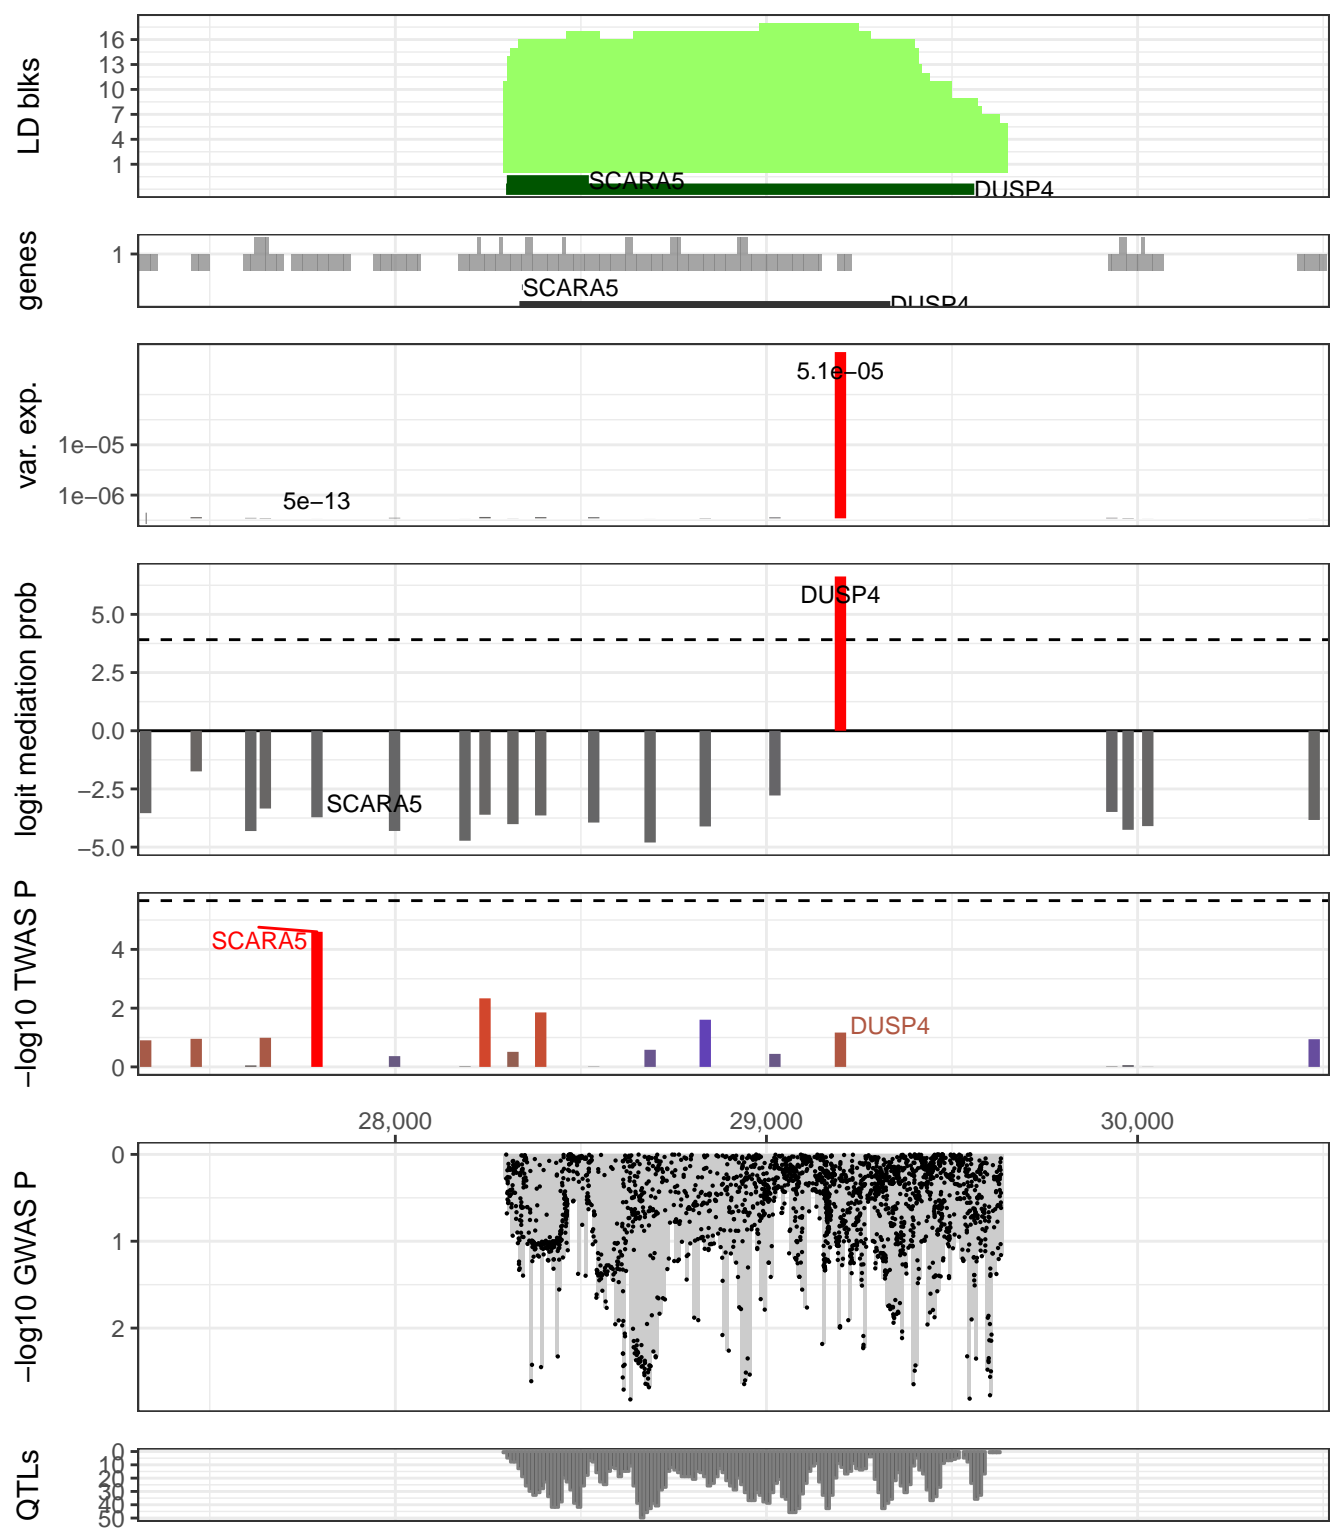 LD blks
16
13
10
7
4
1
SCARA5
DUSP4
genes
1
SCARA5
DUSP4
var. exp.
5.1e−05
1e−05
1e−06
5e−13
logit mediation prob
5.0
2.5
0.0
−2.5
−5.0
DUSP4
SCARA5
−log10 TWAS P
4
2
0
SCARA5
DUSP4
28,000 29,000 30,000
−log10 GWAS P
0
1
2
QTLs
0
10
20
30
40
50